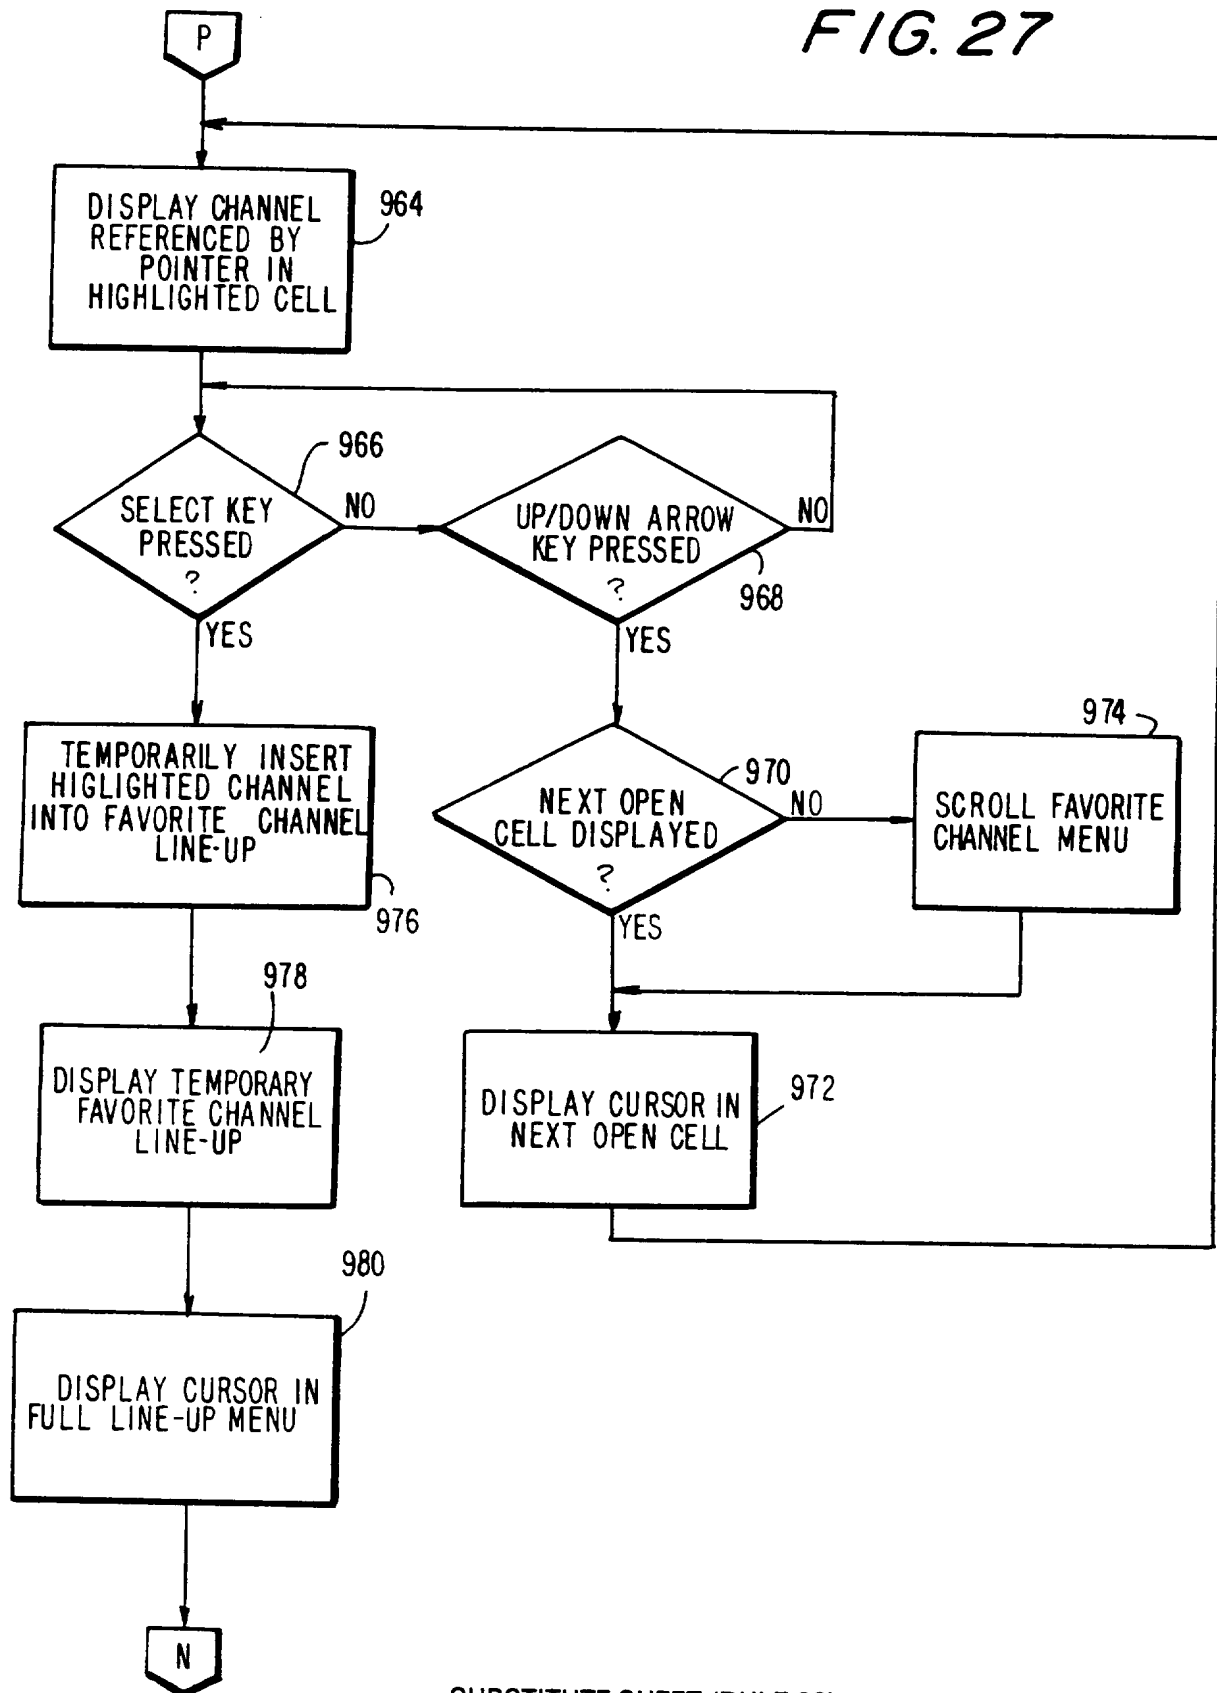 FIG. 27
P
DISPLAY CHANNEL
REFERENCED BY
POINTER IN
HIGHLIGHTED CELL
964
966
SELECT KEY
PRESSED
?
NO
YES
UP/DOWN ARROW
KEY PRESSED
?
NO
968
YES
TEMPORARILY INSERT
HIGLIGHTED CHANNEL
INTO FAVORITE CHANNEL
LINE-UP
976
970
NEXT OPEN
CELL DISPLAYED
?
NO
YES
974
SCROLL FAVORITE
CHANNEL MENU
978
DISPLAY TEMPORARY
FAVORITE CHANNEL
LINE-UP
DISPLAY CURSOR IN
NEXT OPEN CELL
972
980
DISPLAY CURSOR IN
FULL LINE-UP MENU
N